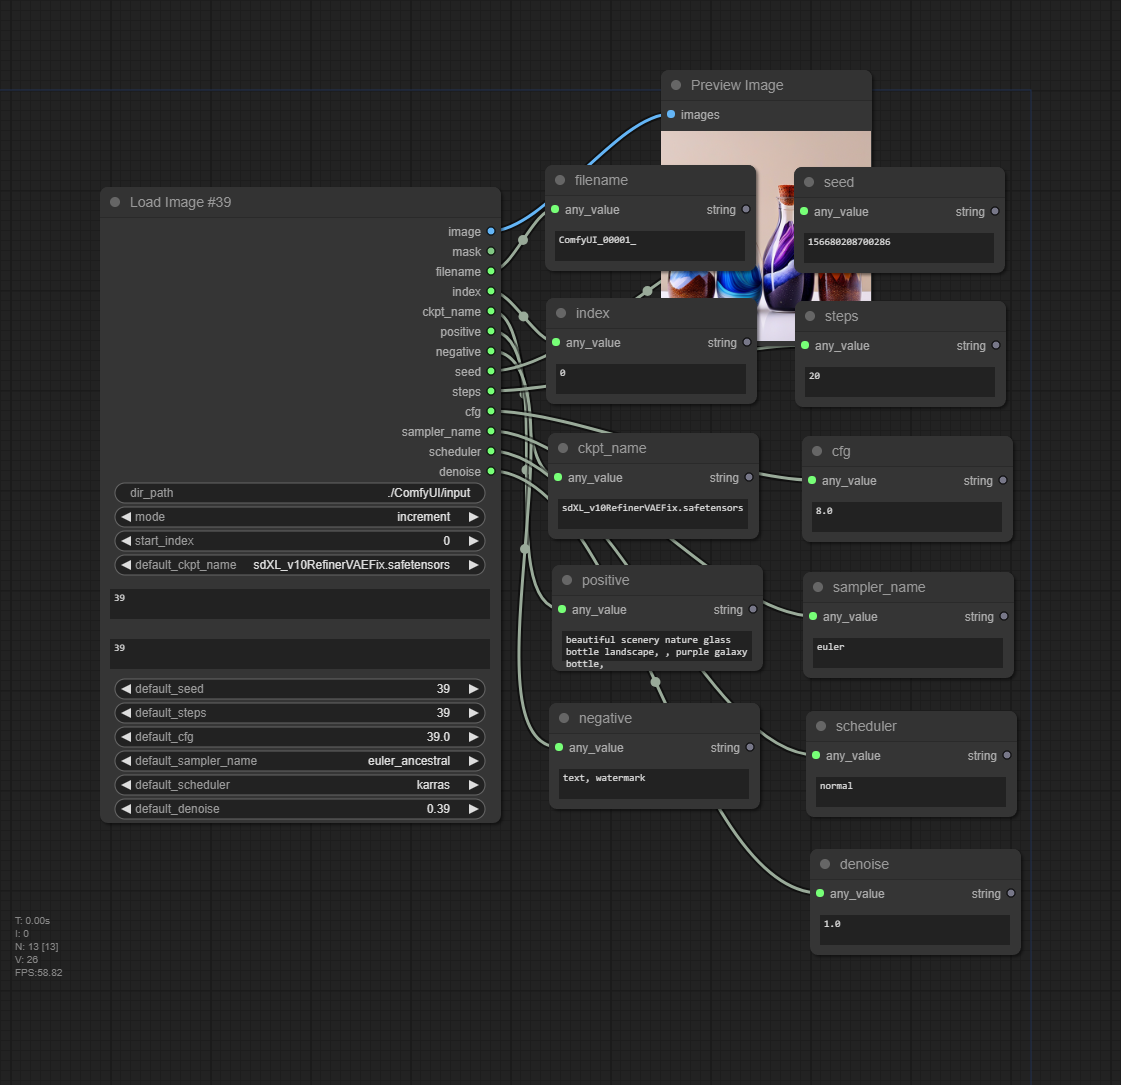 Preview Image
images
filename
any_value string
ComfyUI_00001_
seed
any_value string
156680208700286
Load Image #39
image
mask
filename
index
ckpt_name
positive
negative
seed
steps
cfg
sampler_name
scheduler
denoise
dir_path ./ComfyUI/input
mode increment
start_index 0
default_ckpt_name sdXL_v10RefinerVAEFix.safetensors
39
39
default_seed 39
default_steps 39
default_cfg 39.0
default_sampler_name euler_ancestral
default_scheduler karras
default_denoise 0.39
index
any_value string
0
steps
any_value string
20
ckpt_name
any_value string
sdXL_v10RefinerVAEFix.safetensors
cfg
any_value string
8.0
positive
any_value string
beautiful scenery nature glass
bottle landscape, , purple galaxy
bottle,
sampler_name
any_value string
euler
negative
any_value string
text, watermark
scheduler
any_value string
normal
denoise
any_value string
1.0
T: 0.00s
I: 0
N: 13 [13]
V: 26
FPS:58.82